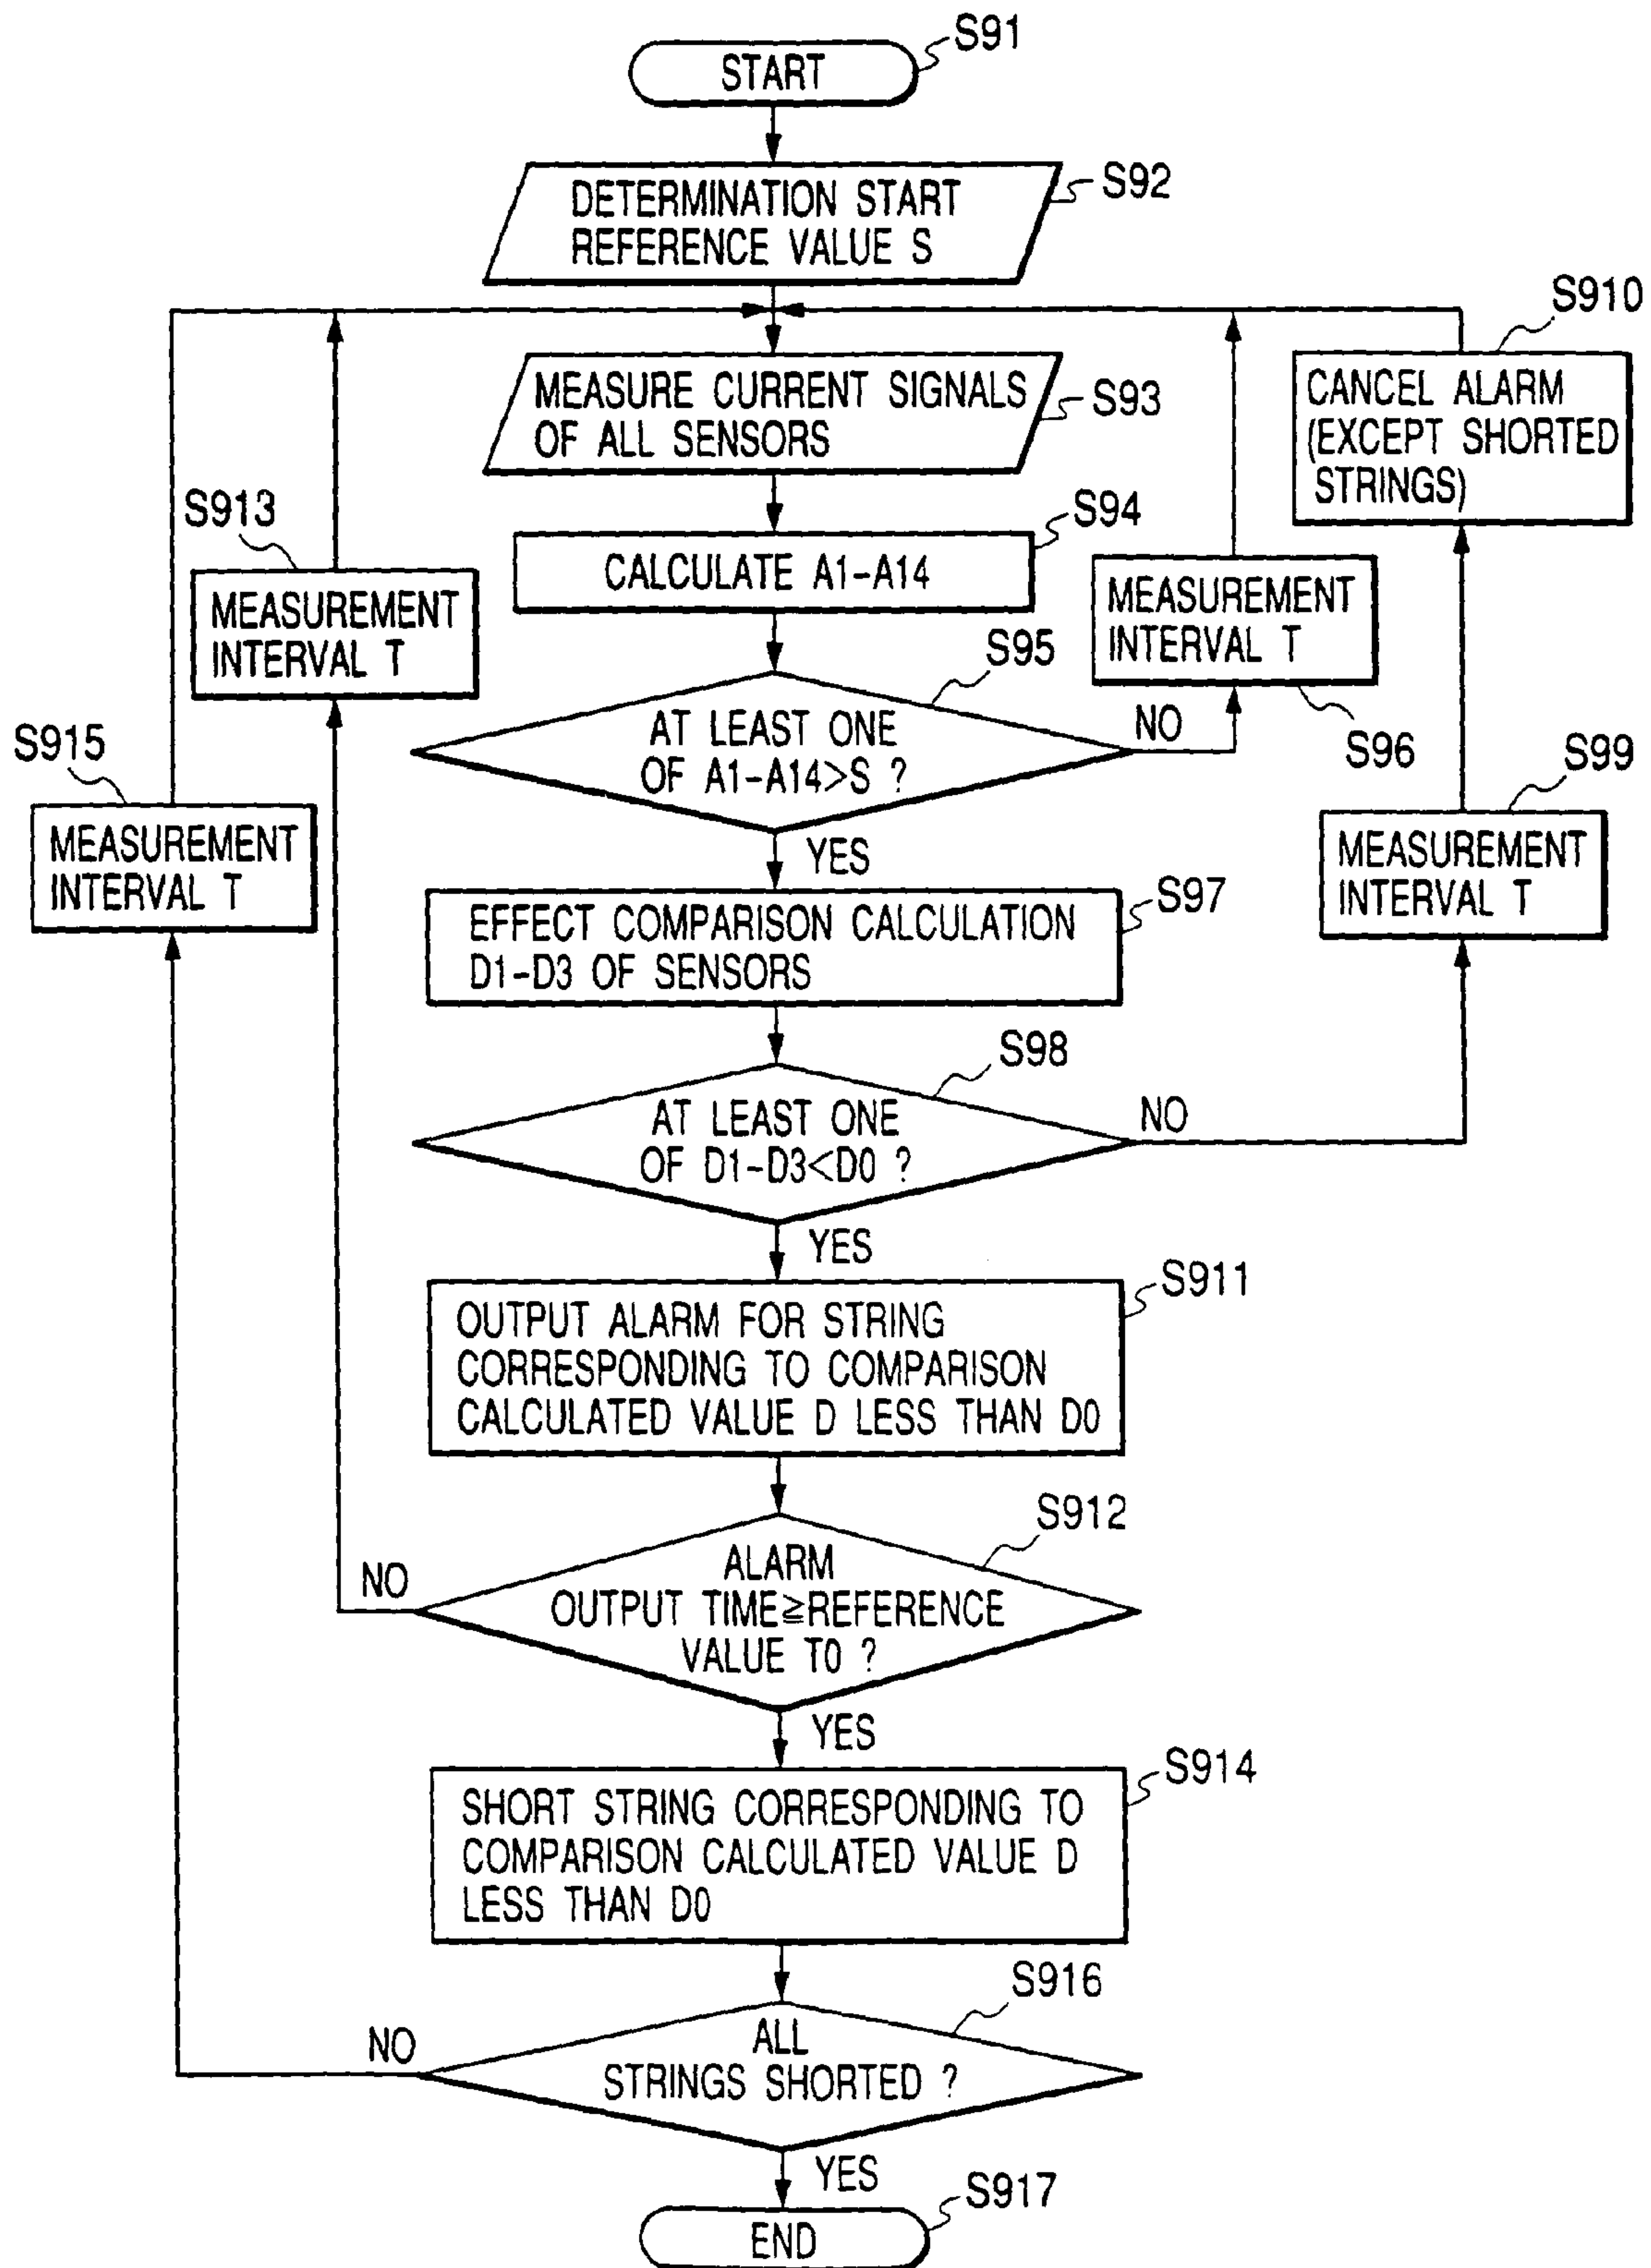 START
S91
DETERMINATION START
REFERENCE VALUE S
S92
MEASURE CURRENT SIGNALS
OF ALL SENSORS
S93
CANCEL ALARM
(EXCEPT SHORTED
STRINGS)
S910
CALCULATE A1-A14
S94
S913
MEASUREMENT
INTERVAL T
MEASUREMENT
INTERVAL T
S96
AT LEAST ONE
OF A1-A14>S ?
S95
NO
YES
S915
MEASUREMENT
INTERVAL T
S99
MEASUREMENT
INTERVAL T
EFFECT COMPARISON CALCULATION
D1-D3 OF SENSORS
S97
AT LEAST ONE
OF D1-D3<D0 ?
S98
NO
YES
OUTPUT ALARM FOR STRING
CORRESPONDING TO COMPARISON
CALCULATED VALUE D LESS THAN D0
S911
ALARM
OUTPUT TIME≧REFERENCE
VALUE T0 ?
S912
NO
YES
SHORT STRING CORRESPONDING TO
COMPARISON CALCULATED VALUE D
LESS THAN D0
S914
ALL
STRINGS SHORTED ?
S916
NO
YES
END
S917